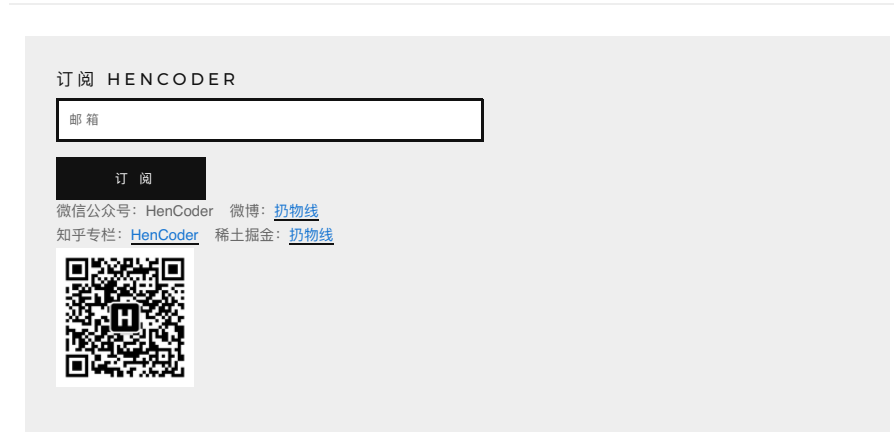 订阅 HENCODER
邮箱
订阅
微信公众号：HenCoder 微博：扔物线
知乎专栏：HenCoder 稀土掘金：扔物线
H